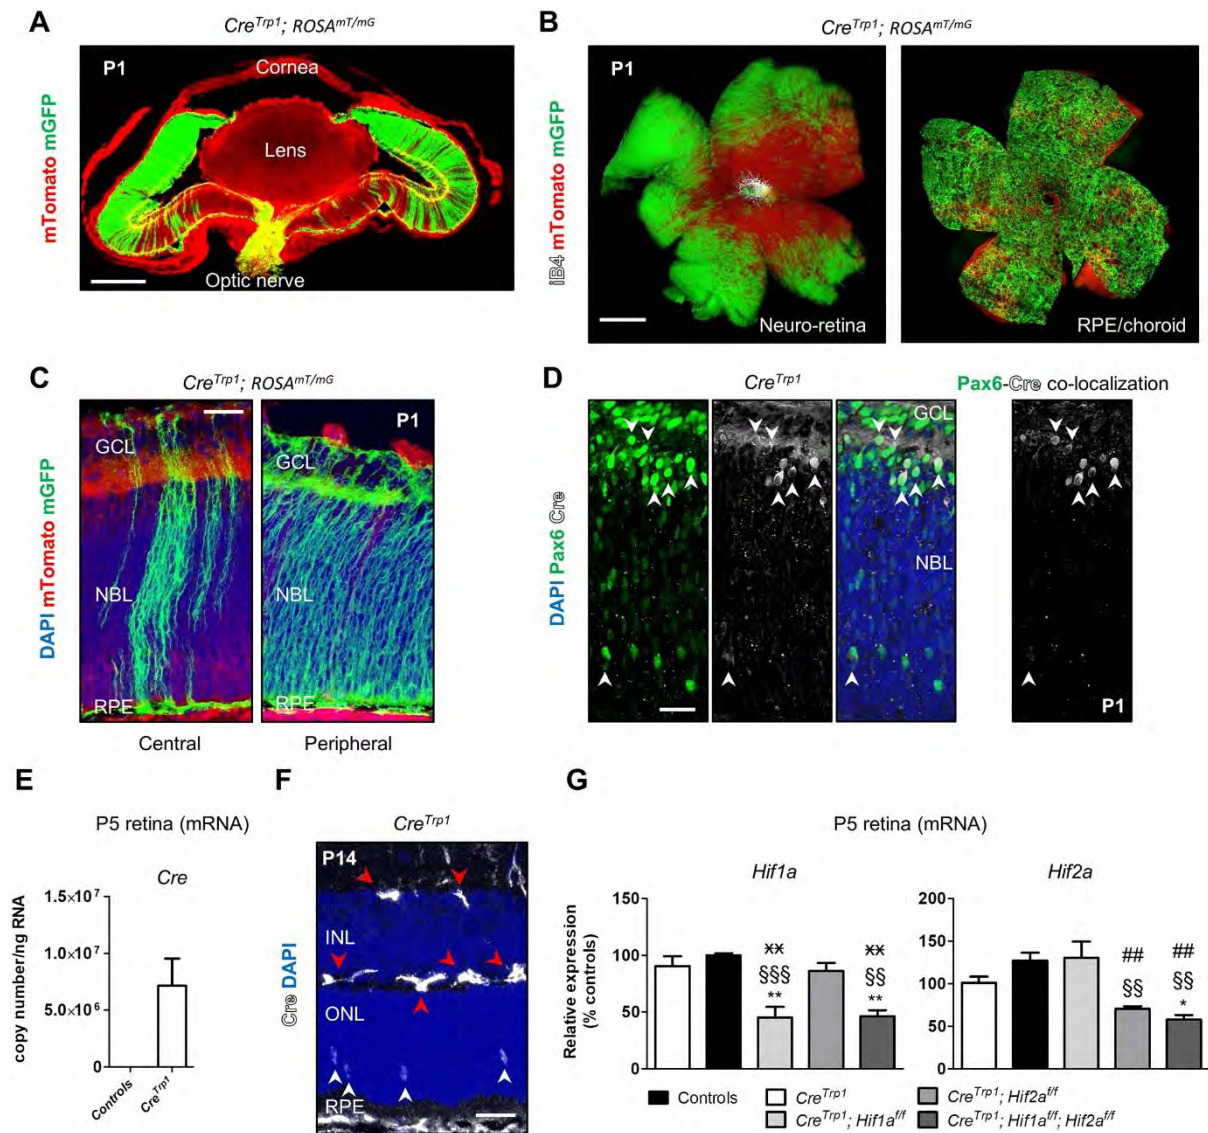 A
Cre^Trp1; ROSA^mT/mG
mTomato mGFP
P1
Cornea
Lens
Optic nerve
B
Cre^Trp1; ROSA^mT/mG
iB4 mTomato mGFP
P1
Neuro-retina
RPE/choroid
C
Cre^Trp1; ROSA^mT/mG
DAPI mTomato mGFP
GCL
NBL
RPE
Central
P1
GCL
NBL
RPE
Peripheral
D
Cre^Trp1
Pax6-Cre co-localization
DAPI Pax6 Cre
GCL
NBL
P1
E
P5 retina (mRNA)
Cre
copy number/ng RNA
1.5×10^7
1.0×10^7
5.0×10^6
0
Controls
Cre^Trp1
F
Cre^Trp1
Cre DAPI
P14
INL
ONL
RPE
G
P5 retina (mRNA)
Hif1a
Relative expression
(% controls)
150
100
50
0
ӿӿ
§§§
**
ӿӿ
§§
**
Hif2a
200
150
100
50
0
##
§§
##
§§
*
Controls
Cre^Trp1
Cre^Trp1; Hif2a^f/f
Cre^Trp1; Hif1a^f/f
Cre^Trp1; Hif1a^f/f; Hif2a^f/f